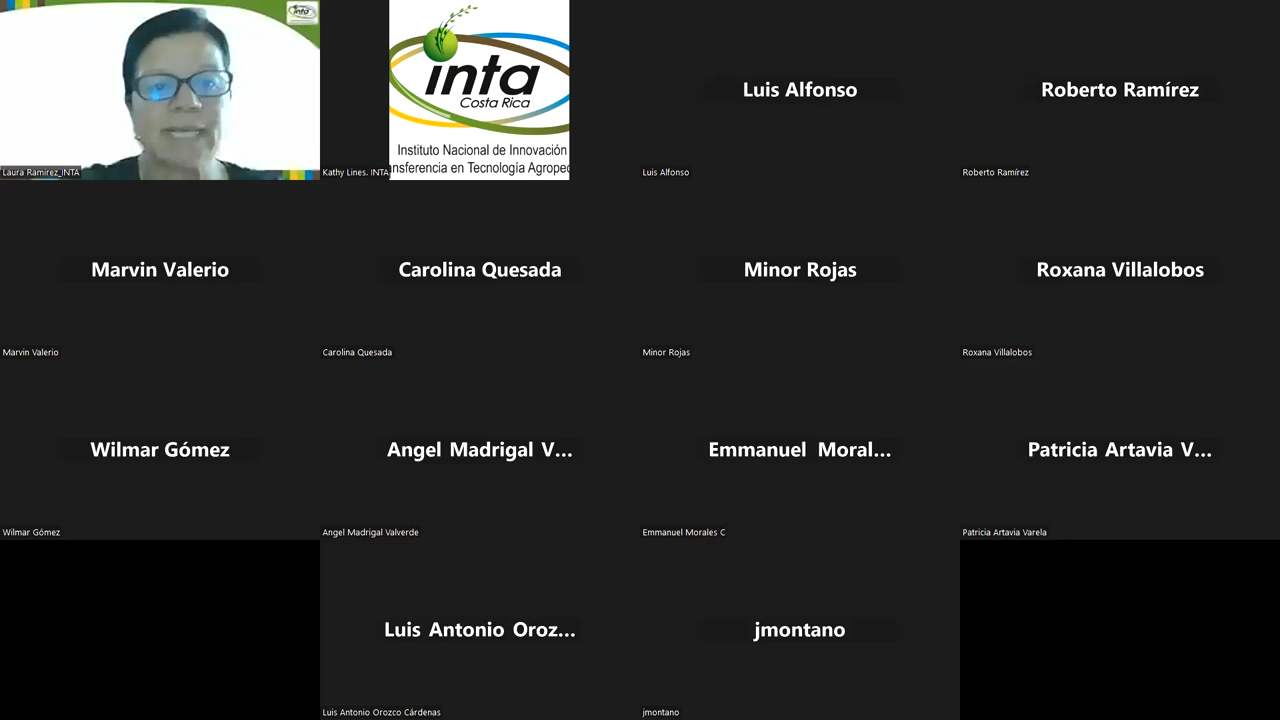 inta
Laura Ramírez_INTA
inta
Costa Rica
Instituto Nacional de Innovación
nsferencia en Tecnología Agropec
Kathy Lines. INTA
Luis Alfonso
Luis Alfonso
Roberto Ramírez
Roberto Ramírez
Marvin Valerio
Marvin Valerio
Carolina Quesada
Carolina Quesada
Minor Rojas
Minor Rojas
Roxana Villalobos
Roxana Villalobos
Wilmar Gómez
Wilmar Gómez
Angel Madrigal V...
Angel Madrigal Valverde
Emmanuel Moral...
Emmanuel Morales C
Patricia Artavia V...
Patricia Artavia Varela
Luis Antonio Oroz...
Luis Antonio Orozco Cárdenas
jmontano
jmontano